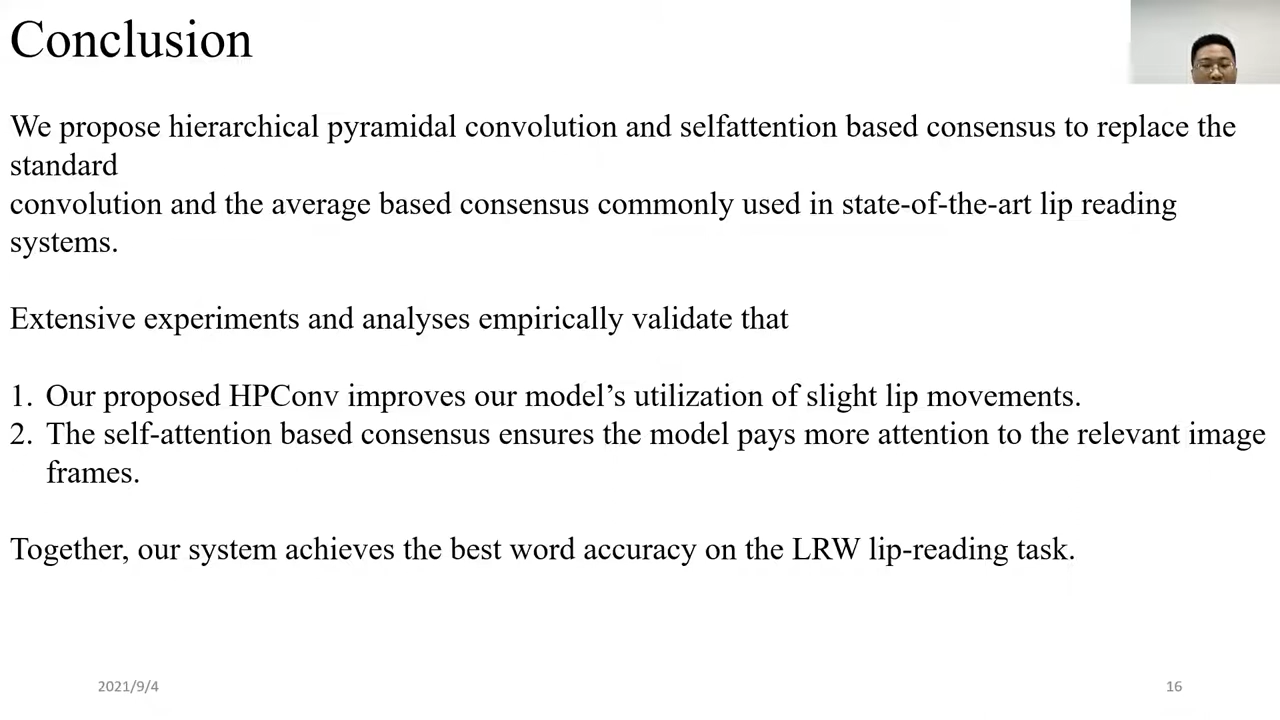 Conclusion
We propose hierarchical pyramidal convolution and selfattention based consensus to replace the
standard
convolution and the average based consensus commonly used in state-of-the-art lip reading
systems.
Extensive experiments and analyses empirically validate that
1. Our proposed HPConv improves our model’s utilization of slight lip movements.
2. The self-attention based consensus ensures the model pays more attention to the relevant image
frames.
Together, our system achieves the best word accuracy on the LRW lip-reading task.
2021/9/4
16